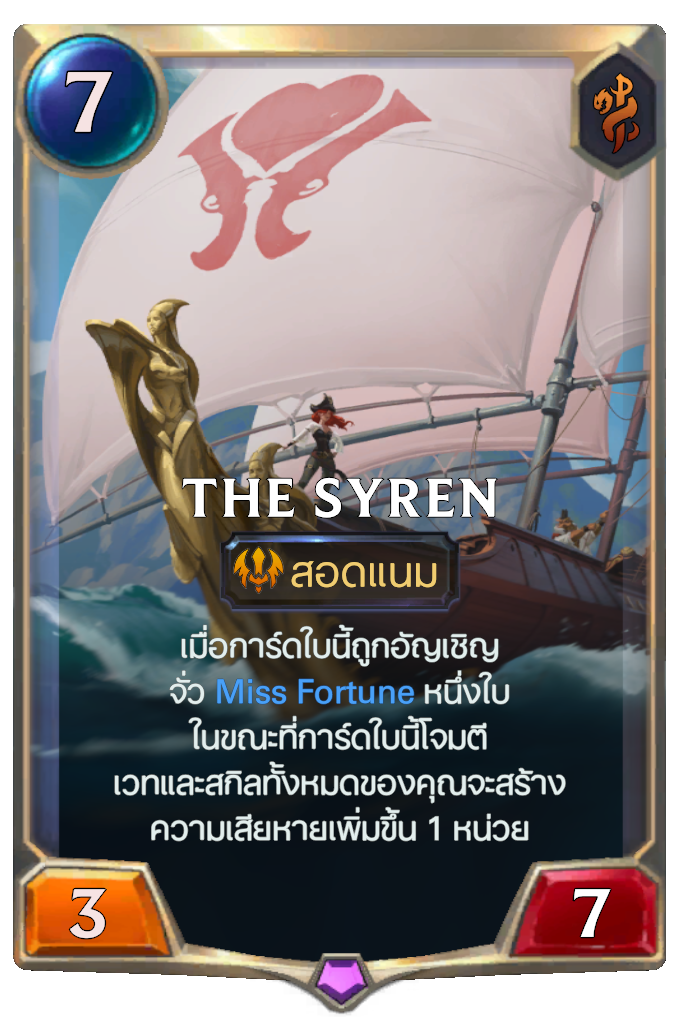 7
THE SYREN
สอดแนม
เมื่อการ์ดใบนี้ถูกอัญเชิญ
จั่ว Miss Fortune หนึ่งใบ
ในขณะที่การ์ดใบนี้โจมตี
เวทและสกิลทั้งหมดของคุณจะสร้าง
ความเสียหายเพิ่มขึ้น 1 หน่วย
3
7